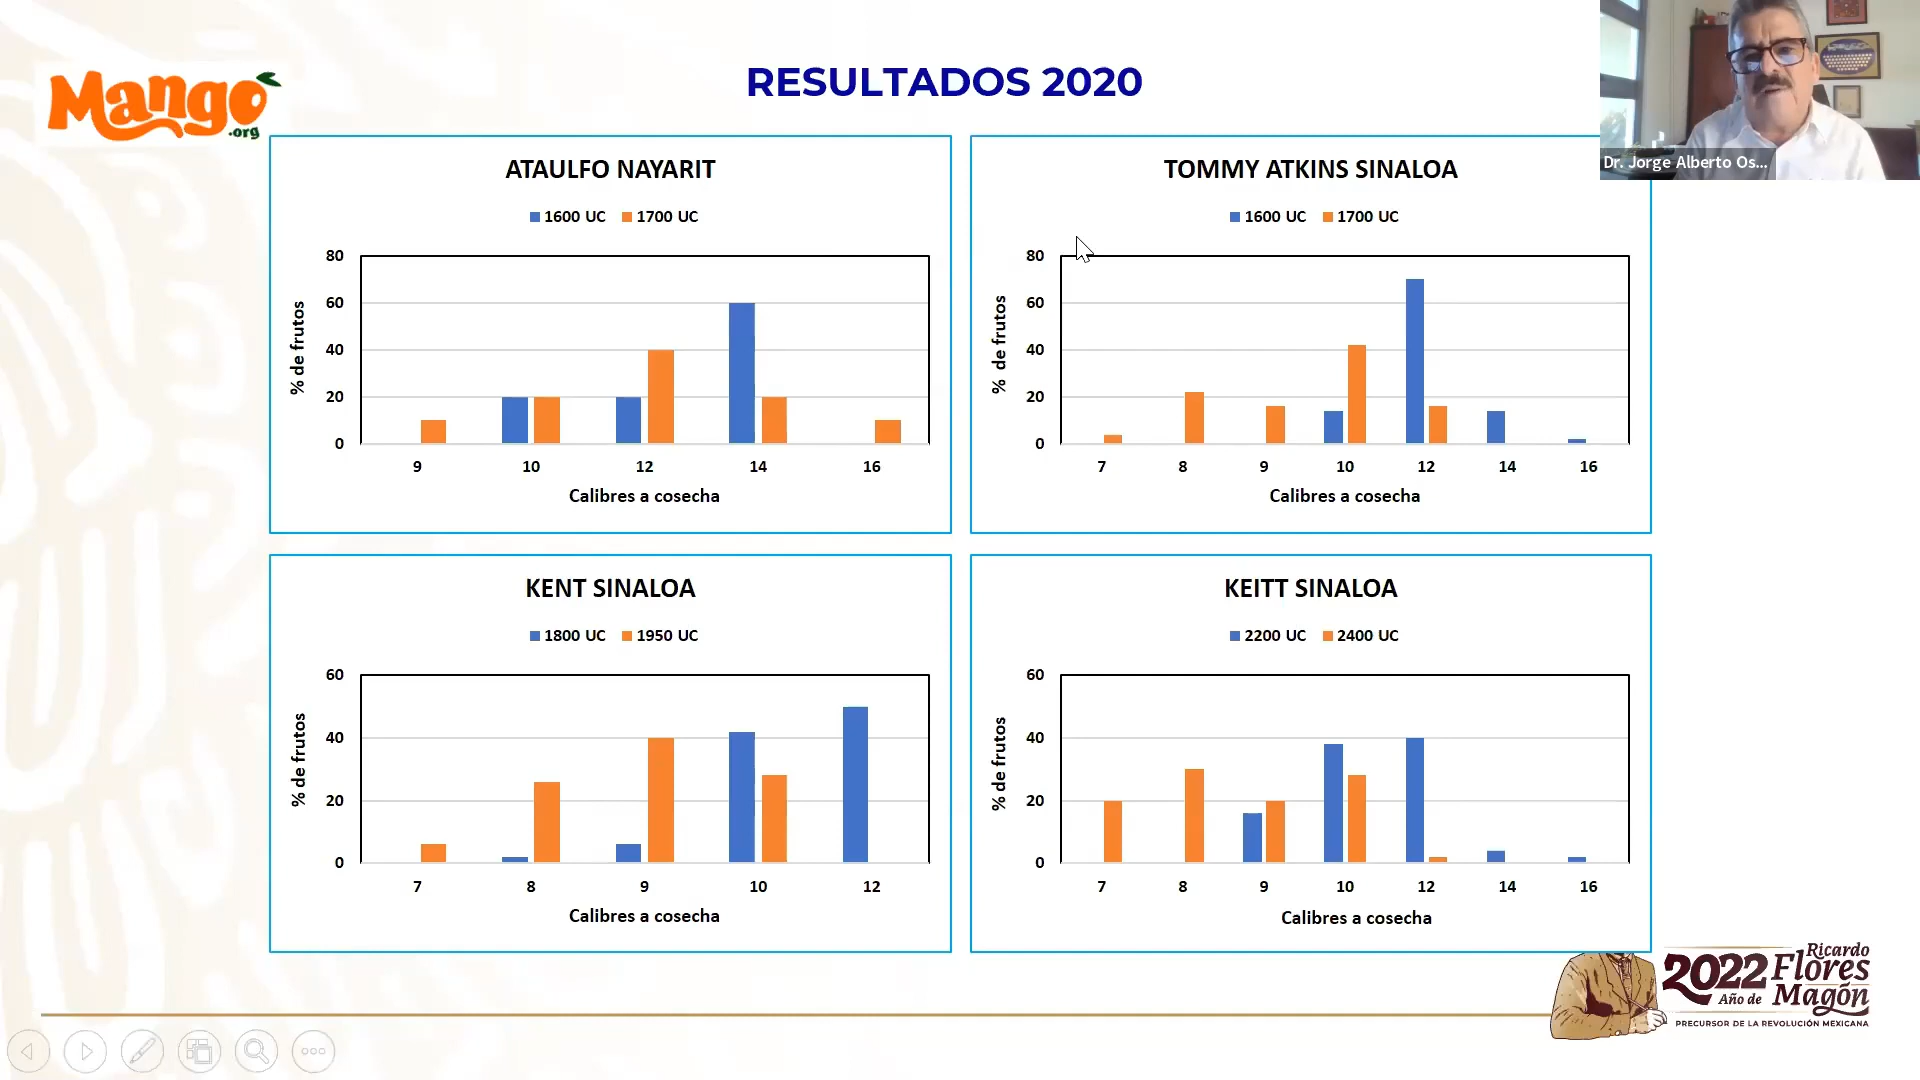 Mango
.org
RESULTADOS 2020
Dr. Jorge Alberto Os...
ATAULFO NAYARIT
1600 UC 1700 UC
% de frutos
80
60
40
20
0
9 10 12 14 16
Calibres a cosecha
TOMMY ATKINS SINALOA
1600 UC 1700 UC
% de frutos
80
60
40
20
0
7 8 9 10 12 14 16
Calibres a cosecha
KENT SINALOA
1800 UC 1950 UC
% de frutos
60
40
20
0
7 8 9 10 12
Calibres a cosecha
KEITT SINALOA
2200 UC 2400 UC
% de frutos
60
40
20
0
7 8 9 10 12 14 16
Calibres a cosecha
2022 Ricardo
Flores
Año de Magón
PRECURSOR DE LA REVOLUCIÓN MEXICANA